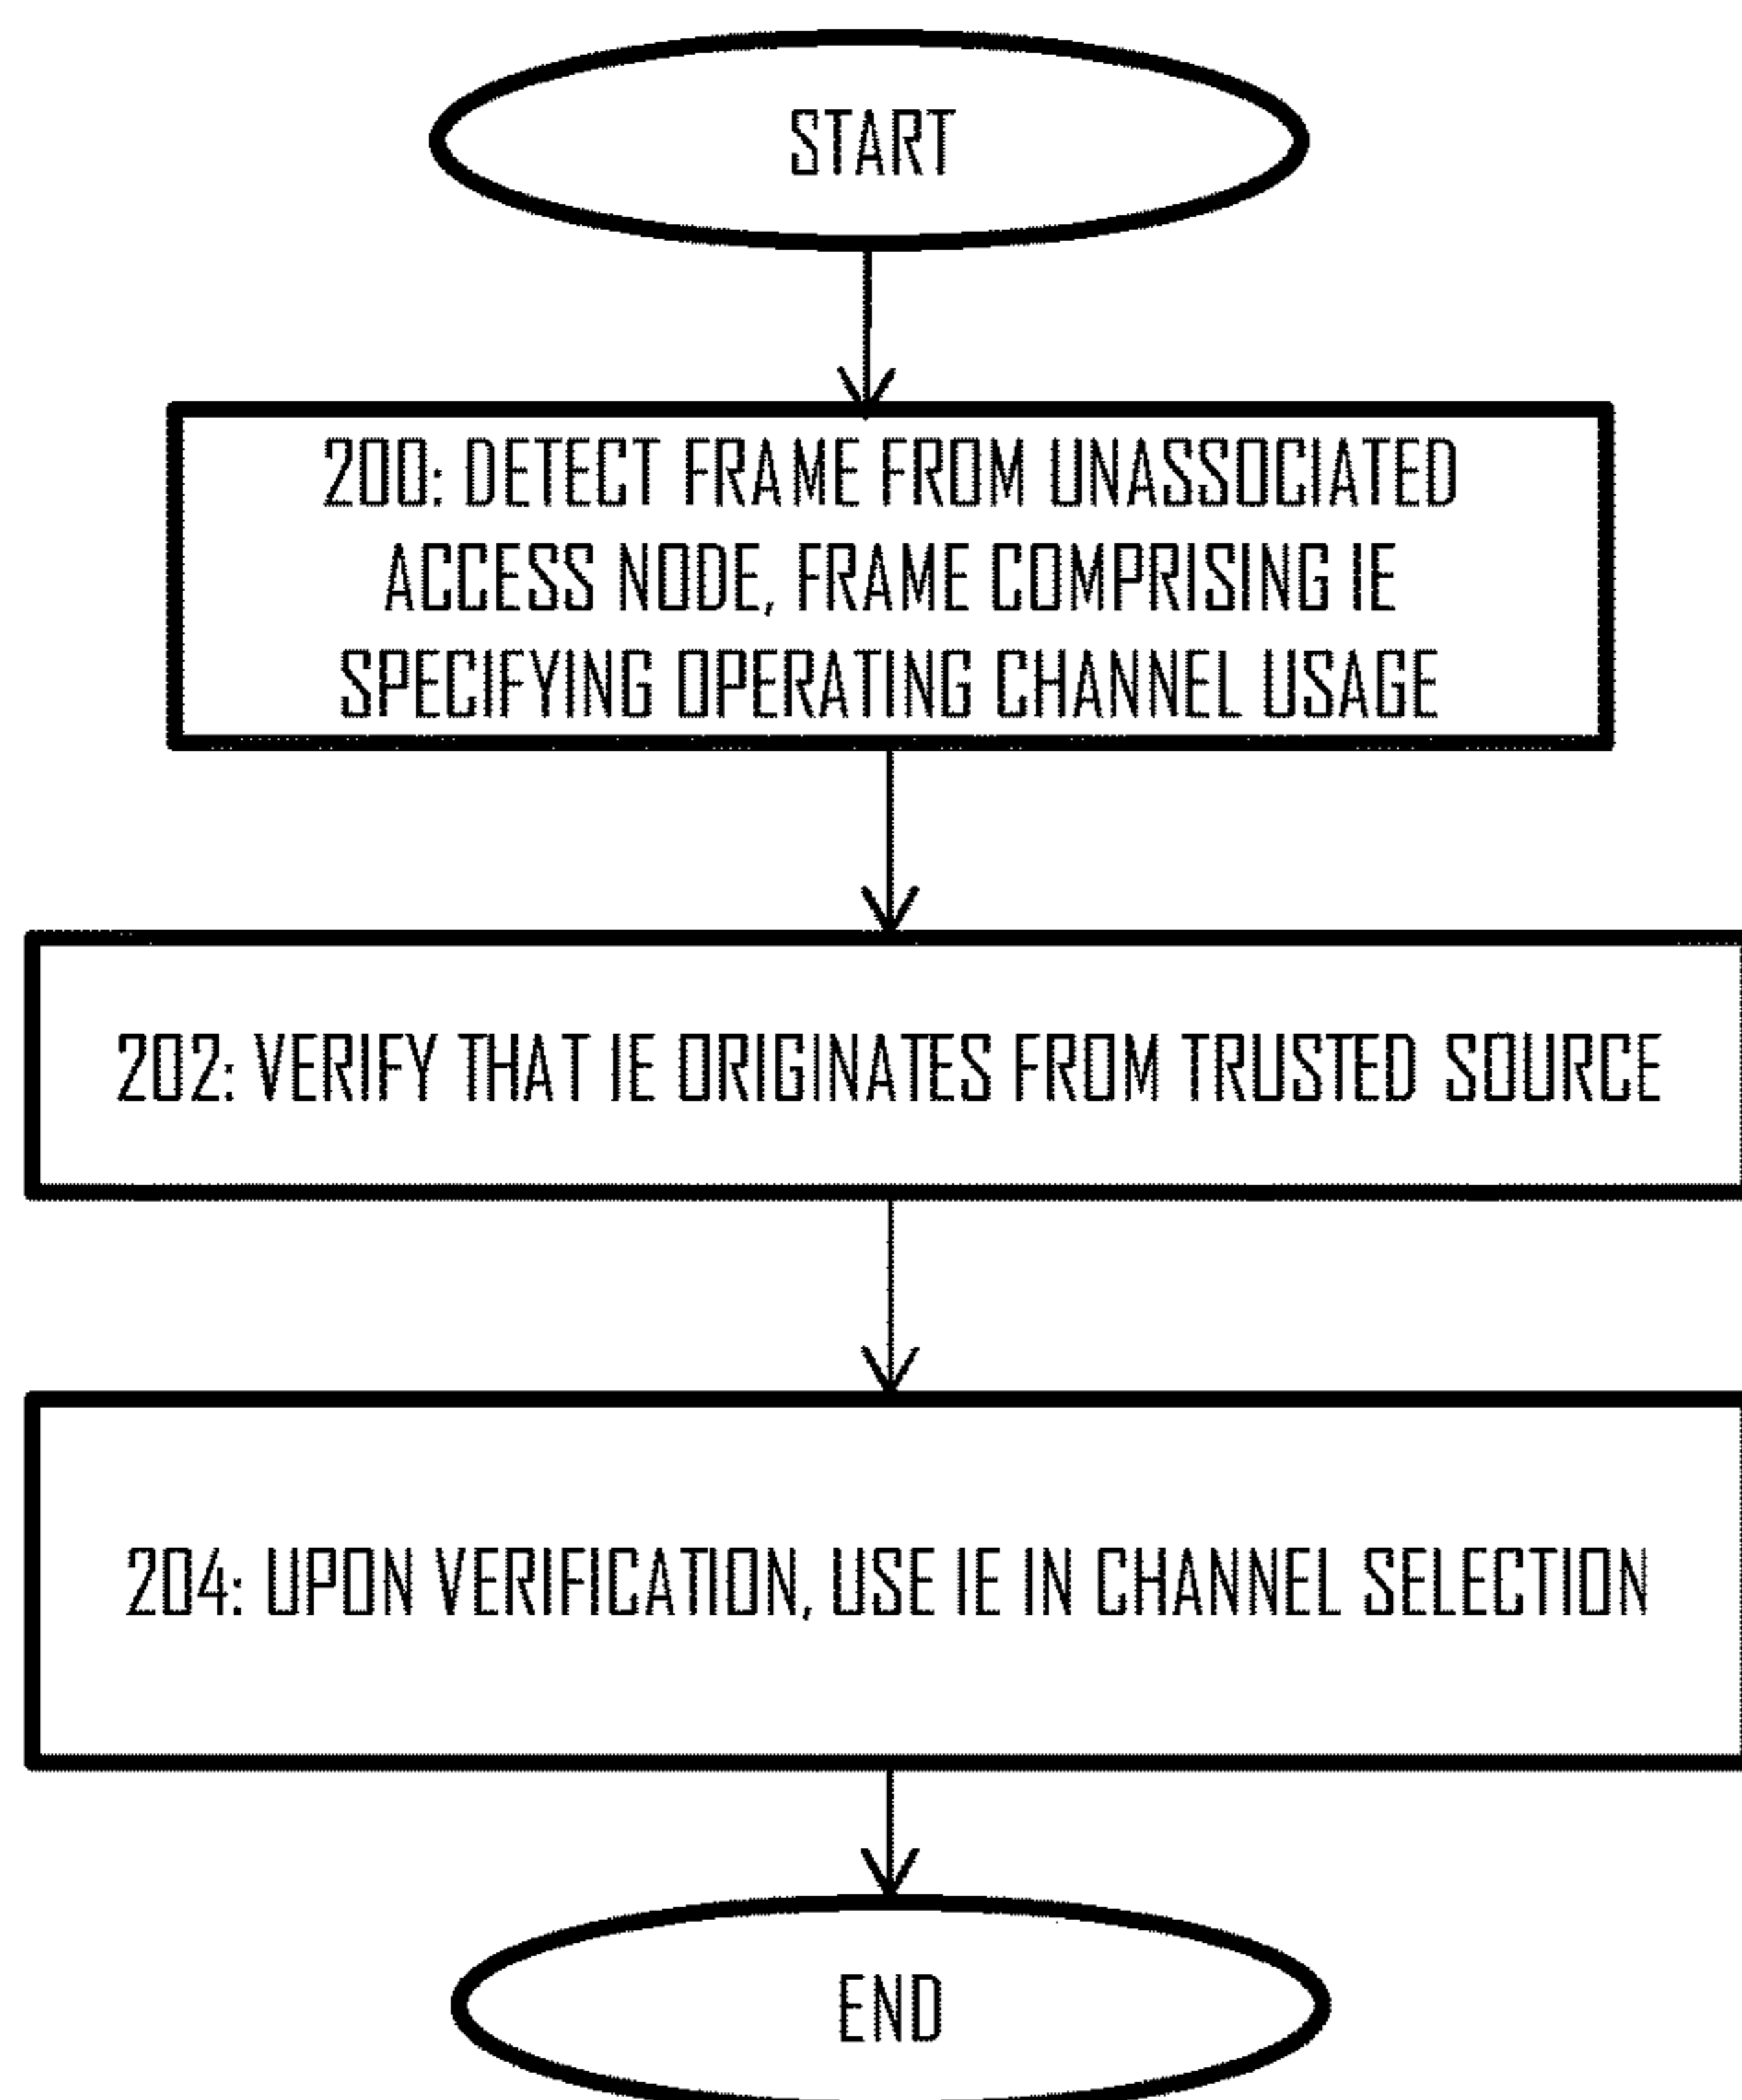 START
200: DETECT FRAME FROM UNASSOCIATED
ACCESS NODE, FRAME COMPRISING IE
SPECIFYING OPERATING CHANNEL USAGE
202: VERIFY THAT IE ORIGINATES FROM TRUSTED SOURCE
204: UPON VERIFICATION, USE IE IN CHANNEL SELECTION
END